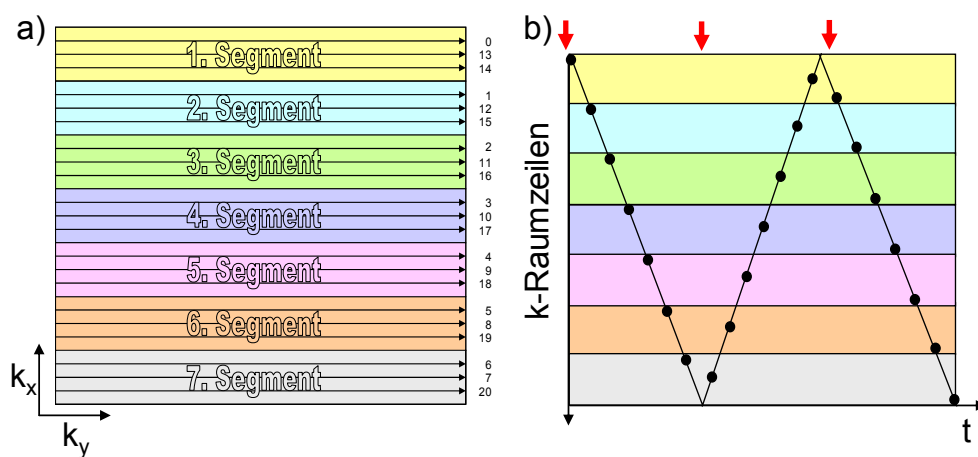 a)
1. Segment
0
13
14
2. Segment
1
12
15
3. Segment
2
11
16
4. Segment
3
10
17
5. Segment
4
9
18
6. Segment
5
8
19
7. Segment
6
7
20
kx
ky
b)
k-Raumzeilen
t